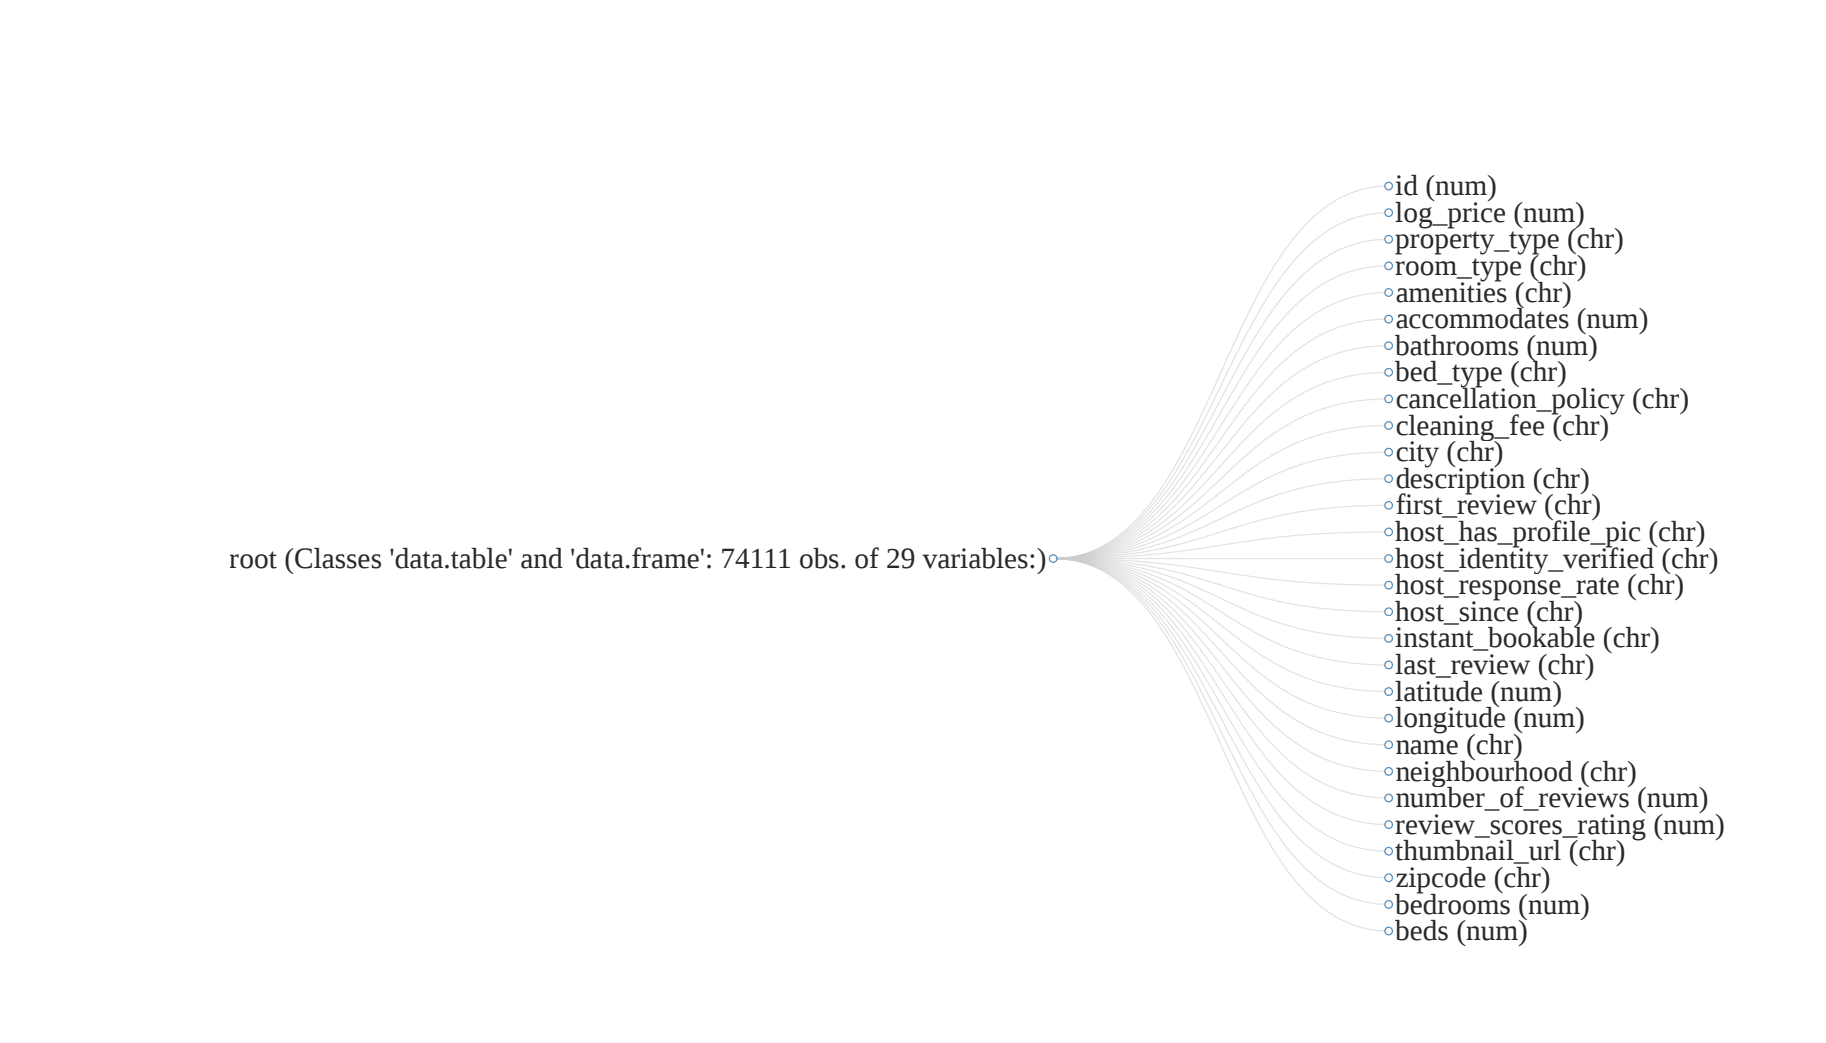 root (Classes 'data.table' and 'data.frame': 74111 obs. of 29 variables:)
id (num)
log_price (num)
property_type (chr)
room_type (chr)
amenities (chr)
accommodates (num)
bathrooms (num)
bed_type (chr)
cancellation_policy (chr)
cleaning_fee (chr)
city (chr)
description (chr)
first_review (chr)
host_has_profile_pic (chr)
host_identity_verified (chr)
host_response_rate (chr)
host_since (chr)
instant_bookable (chr)
last_review (chr)
latitude (num)
longitude (num)
name (chr)
neighbourhood (chr)
number_of_reviews (num)
review_scores_rating (num)
thumbnail_url (chr)
zipcode (chr)
bedrooms (num)
beds (num)